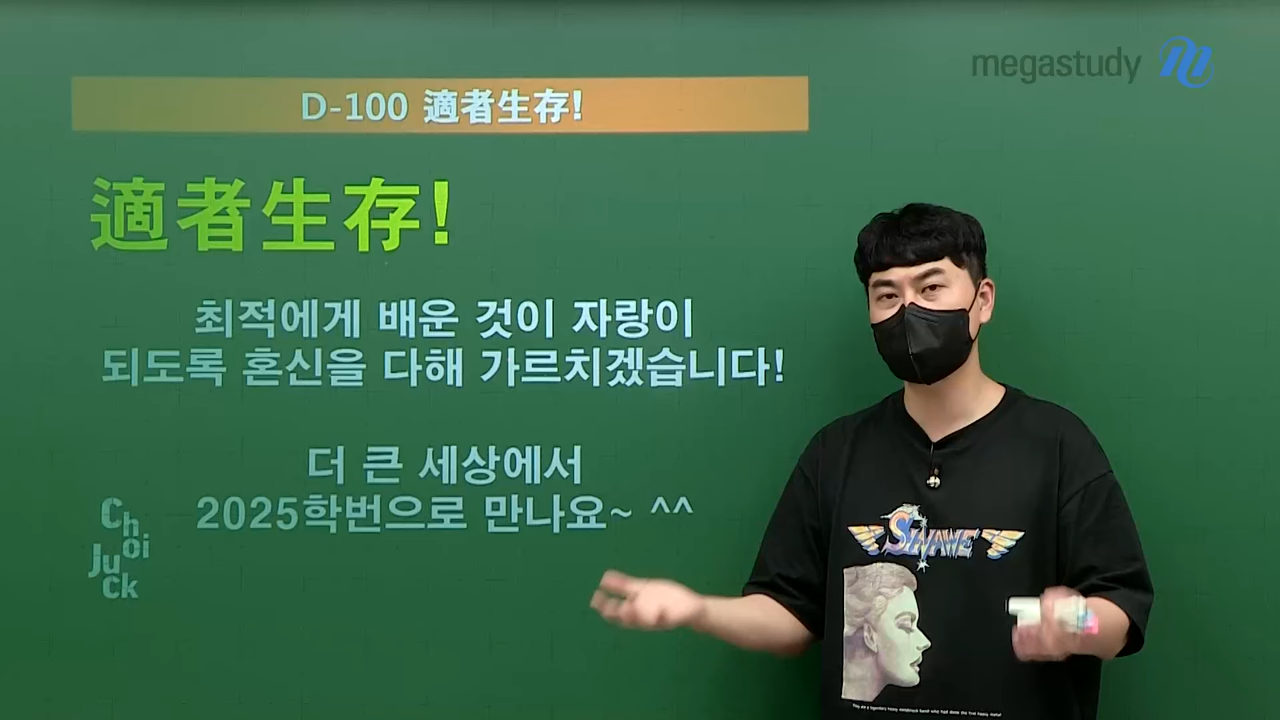 megastudy
D-100 適者生存!
適者生存!
최적에게 배운 것이 자랑이
되도록 혼신을 다해 가르치겠습니다!
더 큰 세상에서
2025학번으로 만나요~ ^^
Ch
oi
Ju
ck